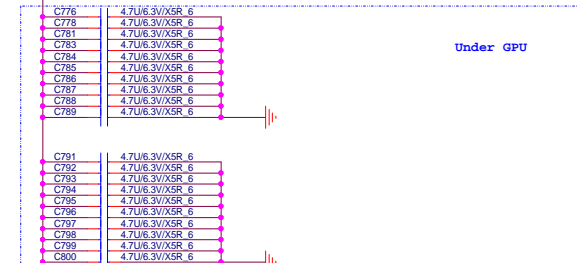 C776 4.7U/6.3V/X5R_6
C778 4.7U/6.3V/X5R_6
C781 4.7U/6.3V/X5R_6
C783 4.7U/6.3V/X5R_6
Under GPU
C784 4.7U/6.3V/X5R_6
C785 4.7U/6.3V/X5R_6
C786 4.7U/6.3V/X5R_6
C787 4.7U/6.3V/X5R_6
C788 4.7U/6.3V/X5R_6
C789 4.7U/6.3V/X5R_6
C791 4.7U/6.3V/X5R_6
C792 4.7U/6.3V/X5R_6
C793 4.7U/6.3V/X5R_6
C794 4.7U/6.3V/X5R_6
C795 4.7U/6.3V/X5R_6
C796 4.7U/6.3V/X5R_6
C797 4.7U/6.3V/X5R_6
C798 4.7U/6.3V/X5R_6
C799 4.7U/6.3V/X5R_6
C800 4.7U/6.3V/X5R_6